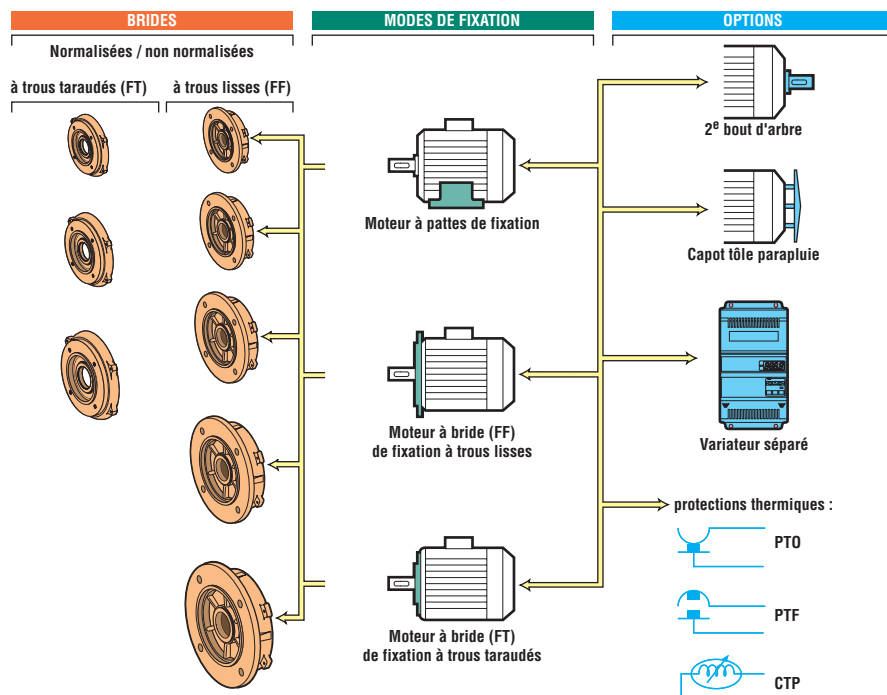 BRIDES
Normalisées / non normalisées
à trous taraudés (FT)
à trous lisses (FF)
MODES DE FIXATION
Moteur à pattes de fixation
Moteur à bride (FF)
de fixation à trous lisses
Moteur à bride (FT)
de fixation à trous taraudés
OPTIONS
2e bout d'arbre
Capot tôle parapluie
Variateur séparé
protections thermiques :
PTO
PTF
CTP